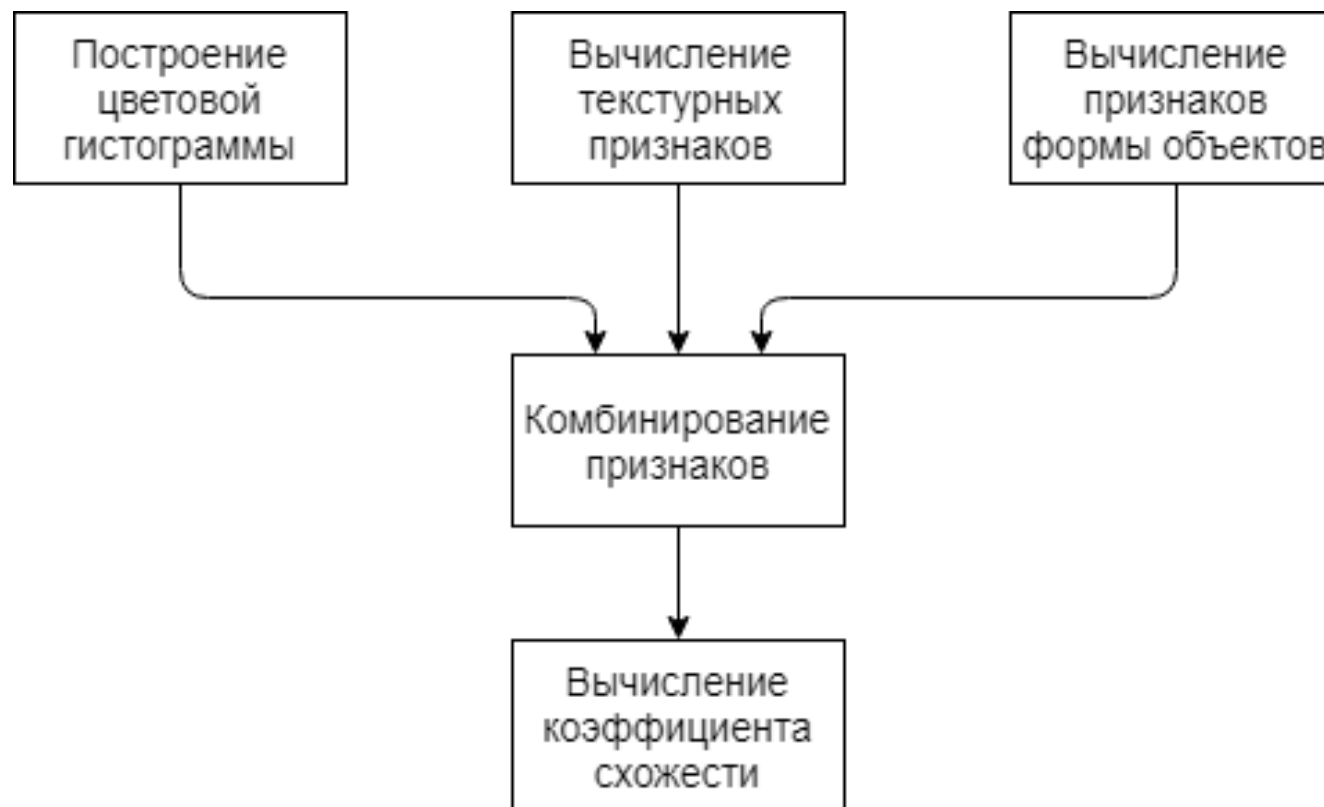 Построение
цветовой
гистограммы
Вычисление
текстурных
признаков
Вычисление
признаков
формы объектов
Комбинирование
признаков
Вычисление
коэффициента
схожести